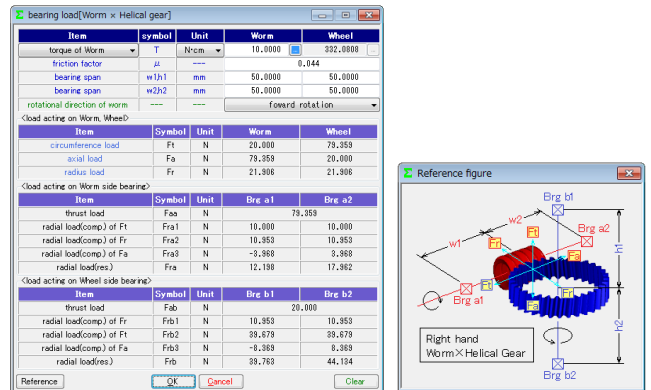 Σ bearing load[Worm × Helical gear]
Item symbol Unit Worm Wheel
torque of Worm T N·cm 10.0000 ... 332.0808 ...
friction factor μ --- 0.044
bearing span w1,h1 mm 50.0000 50.0000
bearing span w2,h2 mm 50.0000 50.0000
rotational direction of worm --- --- foward rotation
<load acting on Worm, Wheel>
Item Symbol Unit Worm Wheel
circumference load Ft N 20.000 79.359
axial load Fa N 79.359 20.000
radius load Fr N 21.906 21.906
<load acting on Worm side bearing>
Item Symbol Unit Brg a1 Brg a2
thrust load Faa N 79.359
radial load(comp.) of Ft Fra1 N 10.000 10.000
radial load(comp.) of Fr Fra2 N 10.953 10.953
radial load(comp.) of Fa Fra3 N -3.968 3.968
radial load(res.) Fra N 12.198 17.962
<load acting on Wheel side bearing>
Item Symbol Unit Brg b1 Brg b2
thrust load Fab N 20.000
radial load(comp.) of Fr Frb1 N 10.953 10.953
radial load(comp.) of Ft Frb2 N 39.679 39.679
radial load(comp.) of Fa Frb3 N -8.369 8.369
radial load(res.) Frb N 39.763 44.134
Reference OK Cancel Clear
Σ Reference figure
Brg b1
w2
Ft
Brg a2
w1
Fr
h1
Fa
Ft
Fr
Brg a1
Fa
h2
Right hand
Worm×Helical Gear
Brg b2